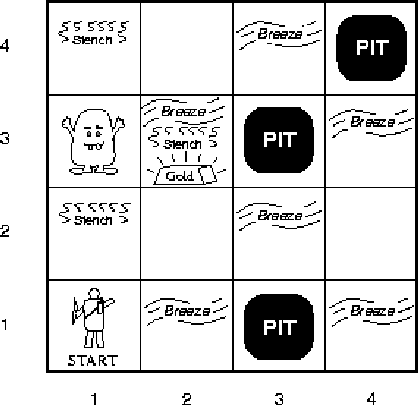 4
Stench
Breeze
PIT
3
Breeze
Stench
Gold
PIT
Breeze
2
Stench
Breeze
1
START
Breeze
PIT
Breeze
1 2 3 4